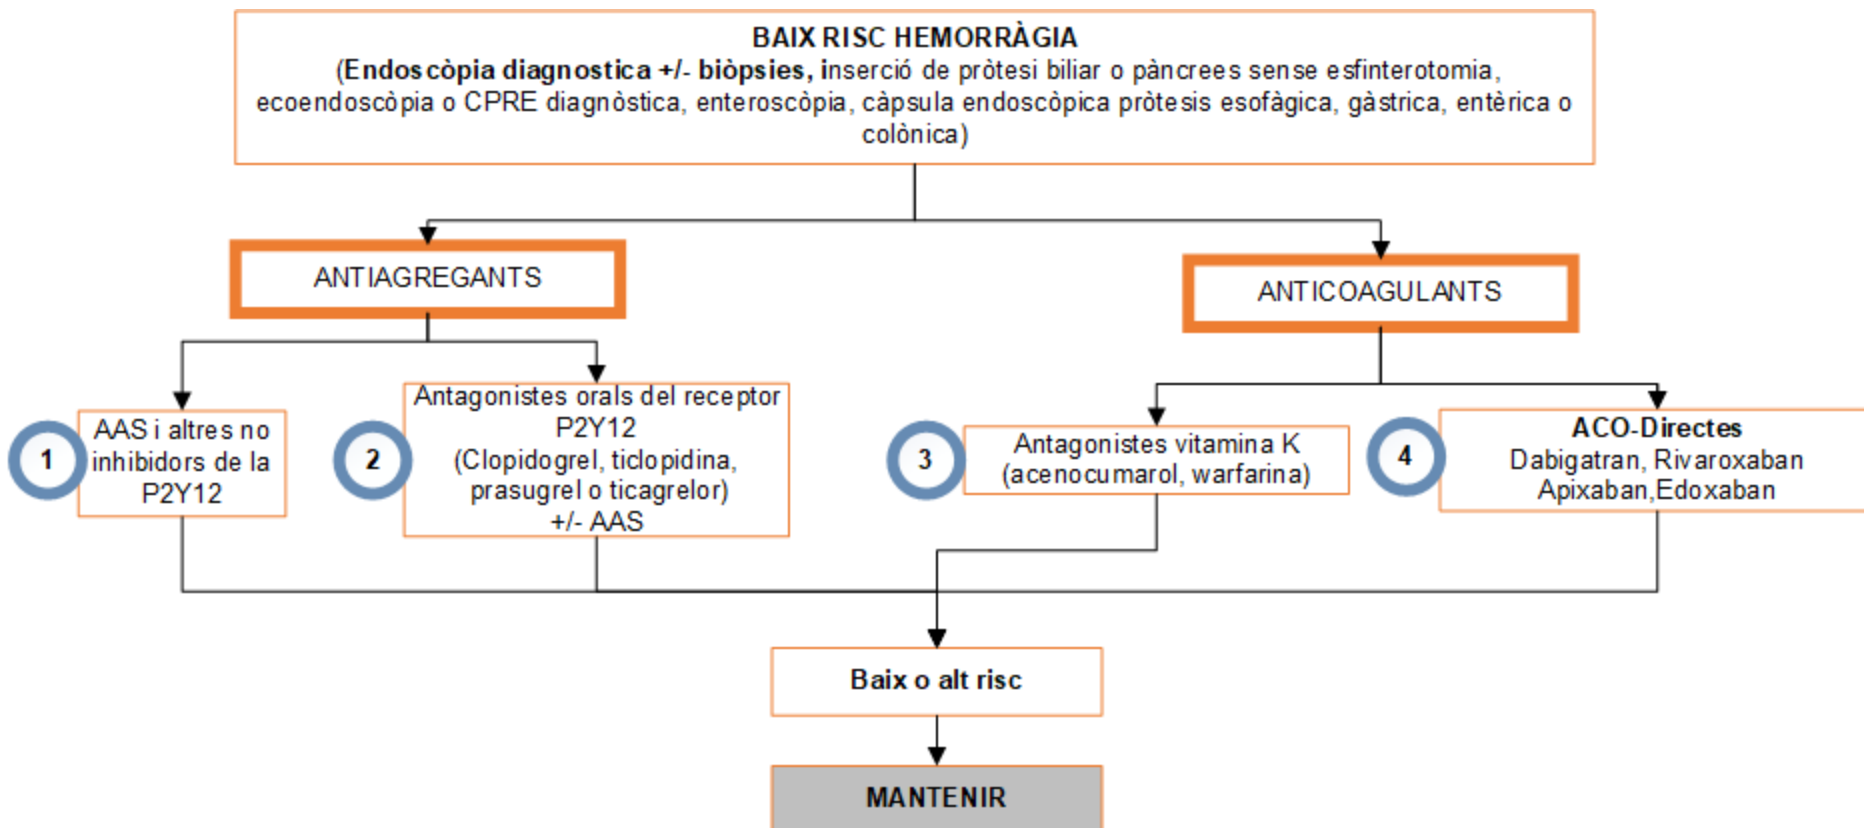 BAIX RISC HEMORRÀGIA
(Endoscòpia diagnostica +/- biòpsies, inserció de pròtesi biliar o pàncrees sense esfinterotomia,
ecoendoscòpia o CPRE diagnòstica, enteroscòpia, càpsula endoscòpica pròtesis esofàgica, gàstrica, entèrica o
colònica)
ANTIAGREGANTS
ANTICOAGULANTS
1
AAS i altres no
inhibidors de la
P2Y12
2
Antagonistes orals del receptor
P2Y12
(Clopidogrel, ticlopidina,
prasugrel o ticagrelor)
+/- AAS
3
Antagonistes vitamina K
(acenocumarol, warfarina)
4
ACO-Directes
Dabigatran, Rivaroxaban
Apixaban,Edoxaban
Baix o alt risc
MANTENIR